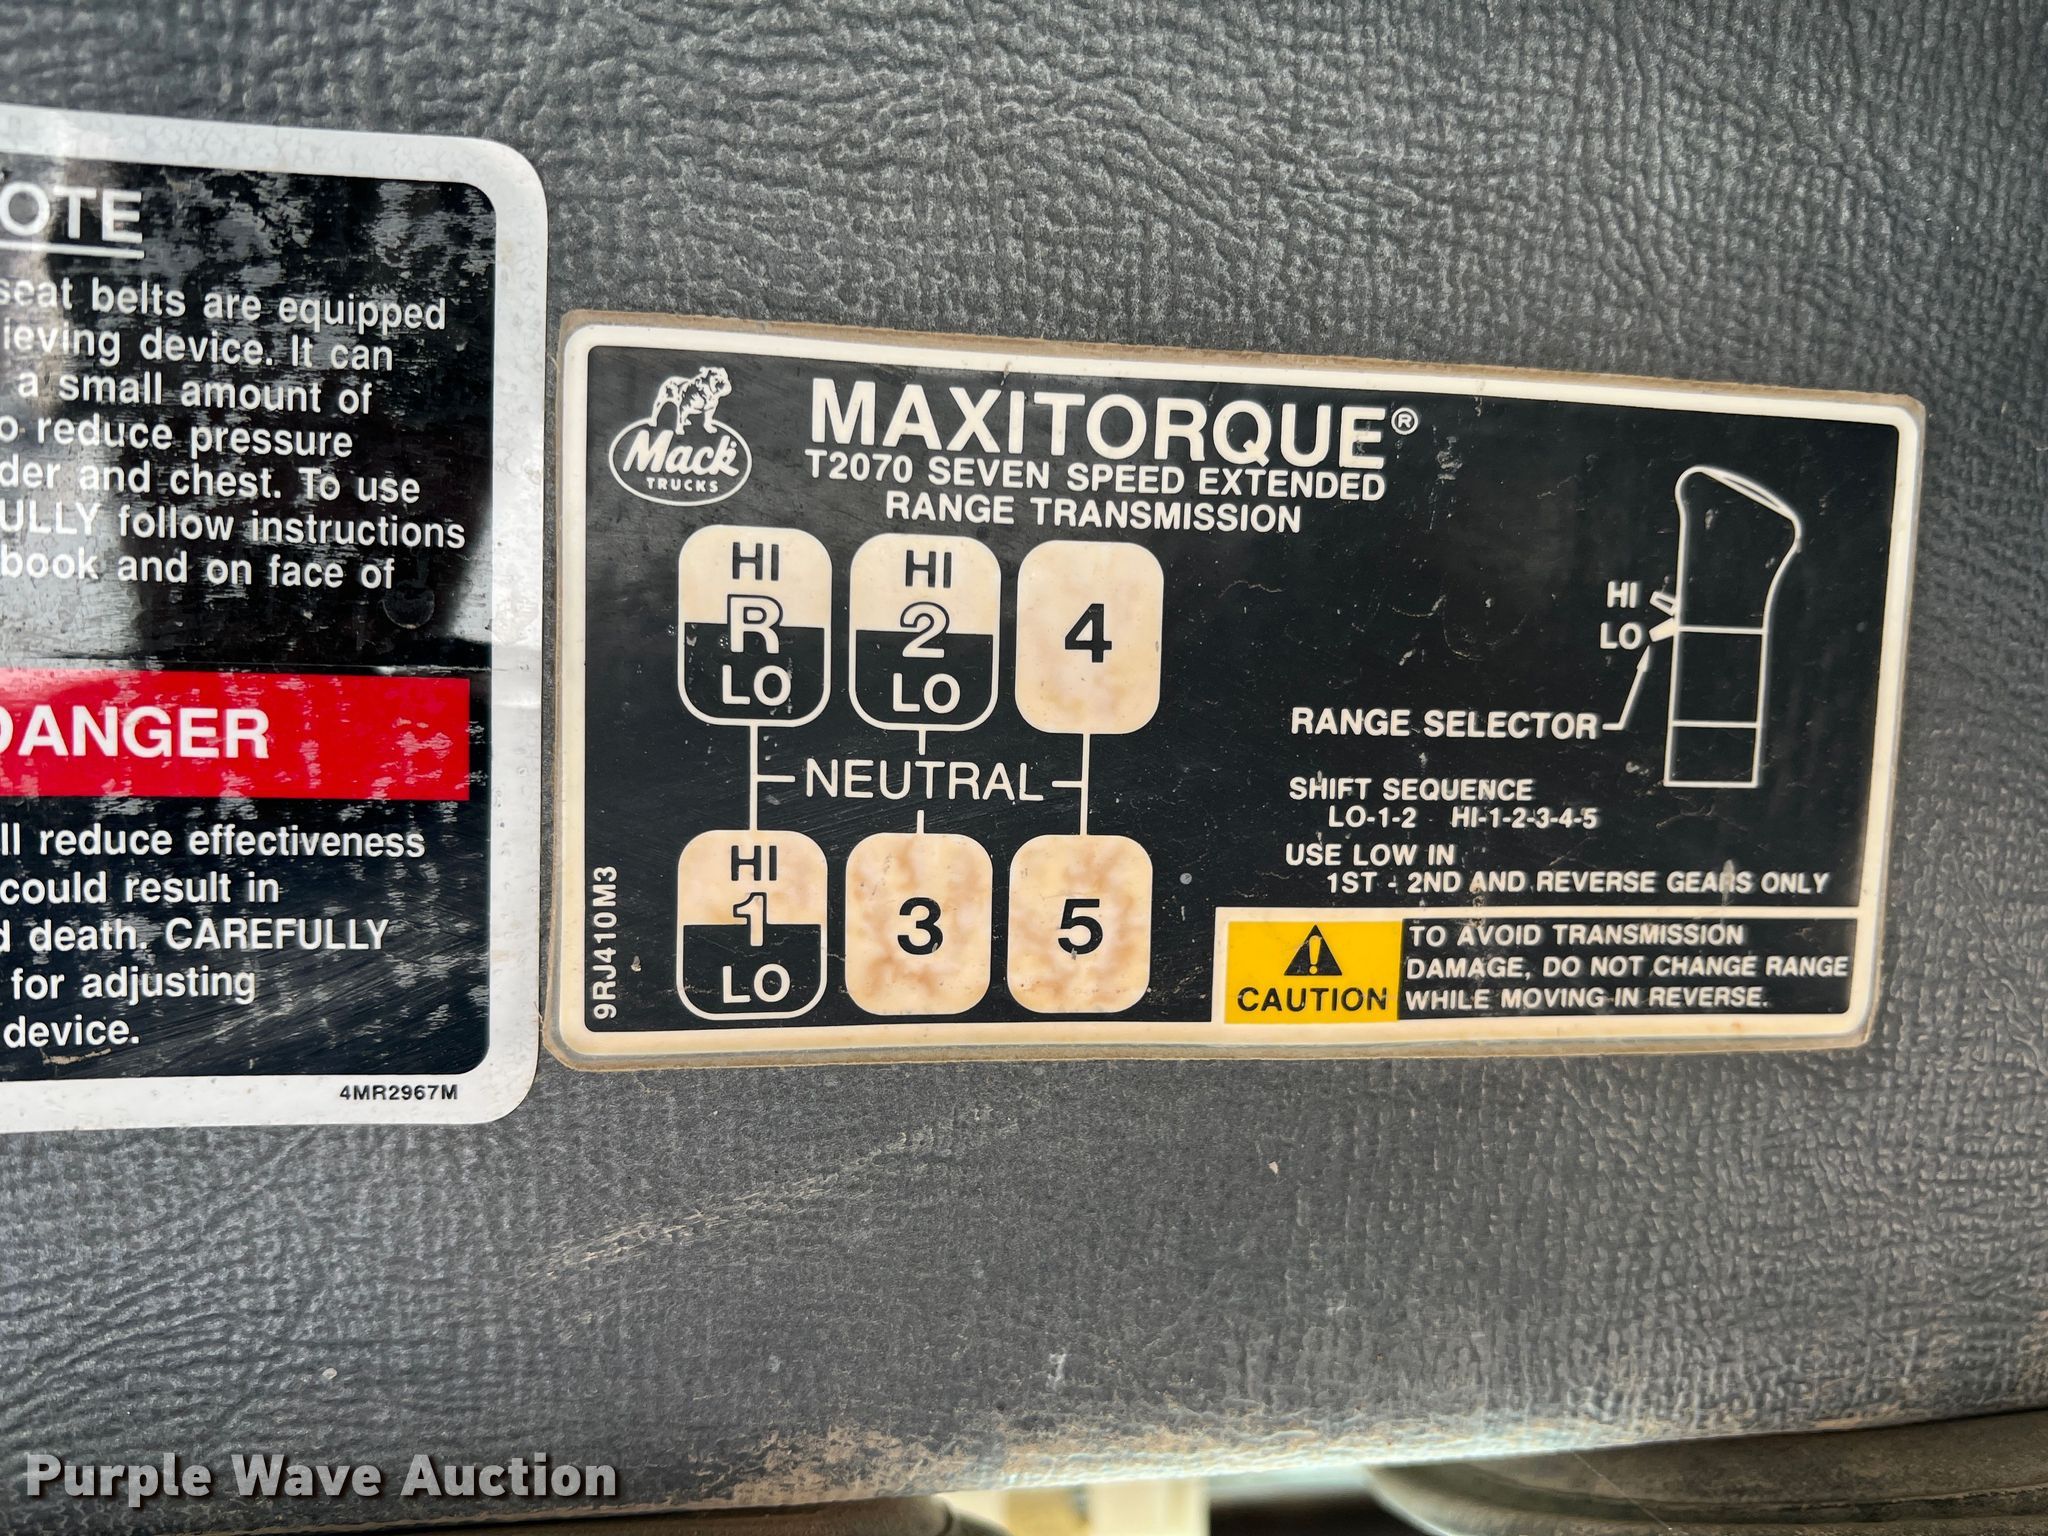 OTE
seat belts are equipped
ieving device. It can
a small amount of
o reduce pressure
der and chest. To use
ULLY follow instructions
book and on face of
DANGER
ll reduce effectiveness
could result in
d death. CAREFULLY
for adjusting
device.
4MR2967M
Mack
TRUCKS
MAXITORQUE®
T2070 SEVEN SPEED EXTENDED
RANGE TRANSMISSION
HI HI
R 2 4
LO LO
NEUTRAL
HI
1 3 5
LO
9RJ410M3
HI
LO
RANGE SELECTOR
SHIFT SEQUENCE
LO-1-2 HI-1-2-3-4-5
USE LOW IN
1ST - 2ND AND REVERSE GEARS ONLY
CAUTION
TO AVOID TRANSMISSION
DAMAGE, DO NOT CHANGE RANGE
WHILE MOVING IN REVERSE.
Purple Wave Auction